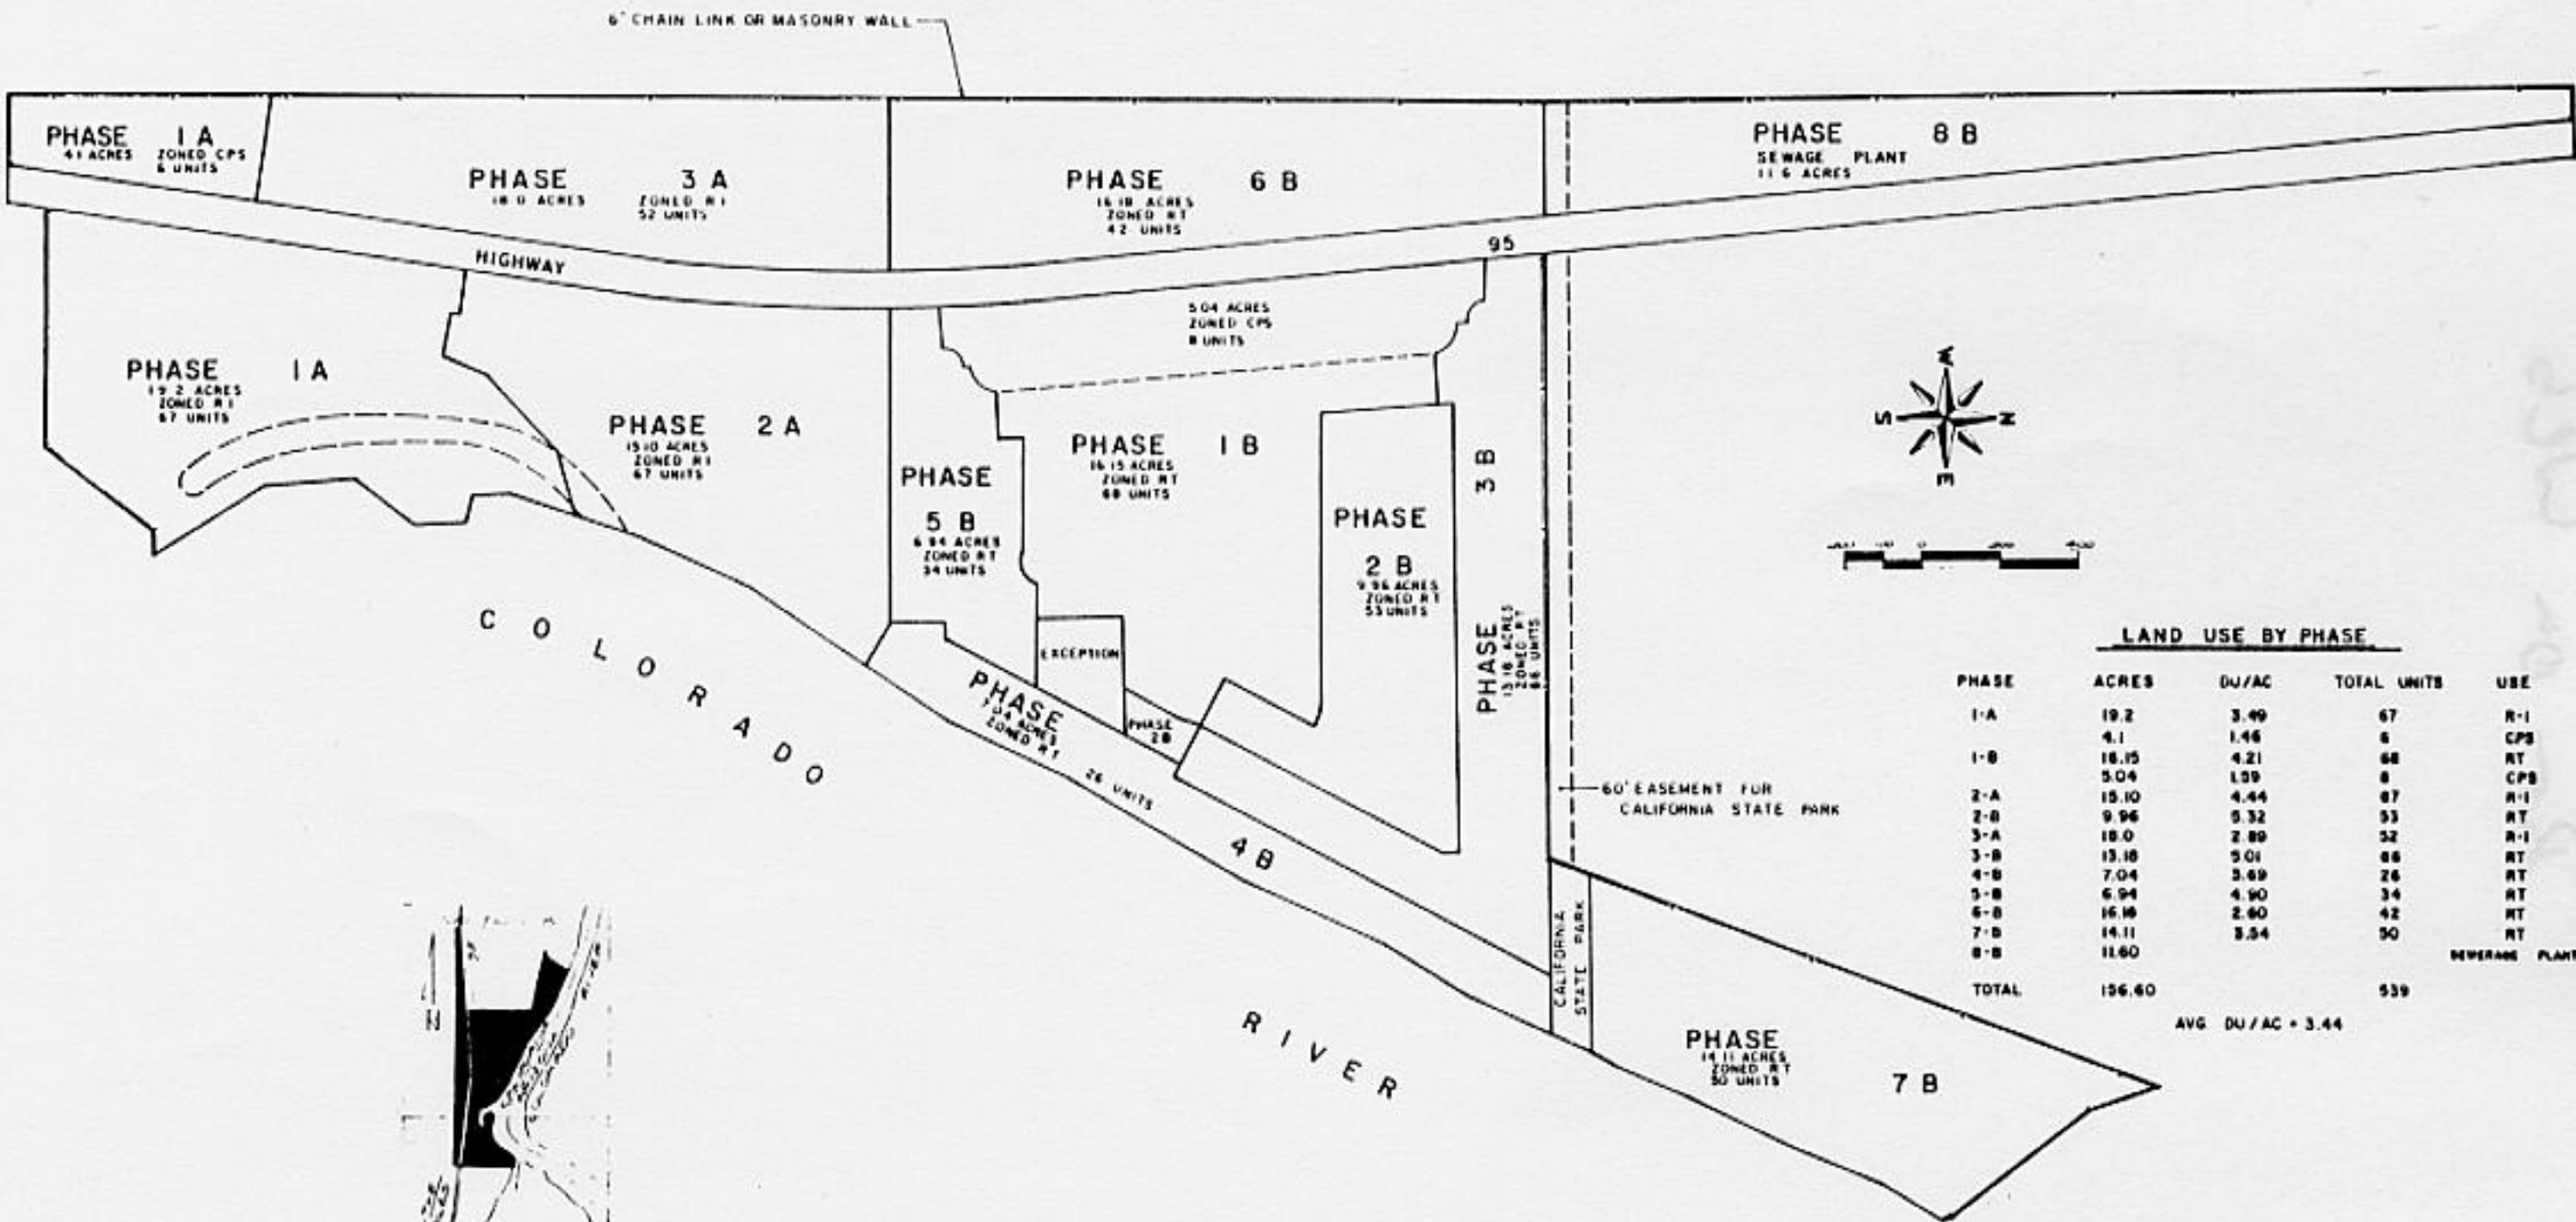 6' CHAIN LINK OR MASONRY WALL
PHASE 1 A
4.1 ACRES ZONED CPS
6 UNITS
PHASE 3 A
18.0 ACRES ZONED R1
52 UNITS
PHASE 6 B
16.18 ACRES
ZONED RT
42 UNITS
PHASE 8 B
SEWAGE PLANT
11.6 ACRES
HIGHWAY 95
5.04 ACRES
ZONED CPS
8 UNITS
PHASE 1 A
19.2 ACRES
ZONED R1
67 UNITS
PHASE 2 A
15.10 ACRES
ZONED R1
67 UNITS
PHASE
5 B
6.94 ACRES
ZONED RT
34 UNITS
PHASE 1 B
16.15 ACRES
ZONED RT
68 UNITS
PHASE
2 B
9.96 ACRES
ZONED RT
53 UNITS
PHASE 3 B
13.18 ACRES
ZONED RT
66 UNITS
W
S N
E
EXCEPTION
PHASE
2B
PHASE 4 B
7.04 ACRES
ZONED RT 26 UNITS
COLORADO
RIVER
60' EASEMENT FOR
CALIFORNIA STATE PARK
CALIFORNIA
STATE PARK
PHASE 7 B
14.11 ACRES
ZONED RT
50 UNITS
LAND USE BY PHASE
PHASE ACRES DU/AC TOTAL UNITS USE
1-A 19.2 3.49 67 R-1
4.1 1.46 6 CPS
1-B 16.15 4.21 68 RT
5.04 1.59 8 CPS
2-A 15.10 4.44 67 R-1
2-B 9.96 5.32 53 RT
3-A 18.0 2.89 52 R-1
3-B 13.18 5.01 66 RT
4-B 7.04 3.69 26 RT
5-B 6.94 4.90 34 RT
6-B 16.18 2.60 42 RT
7-B 14.11 3.54 50 RT
8-B 11.60 SEWERAGE PLANT
TOTAL 156.60 539
AVG DU/AC = 3.44